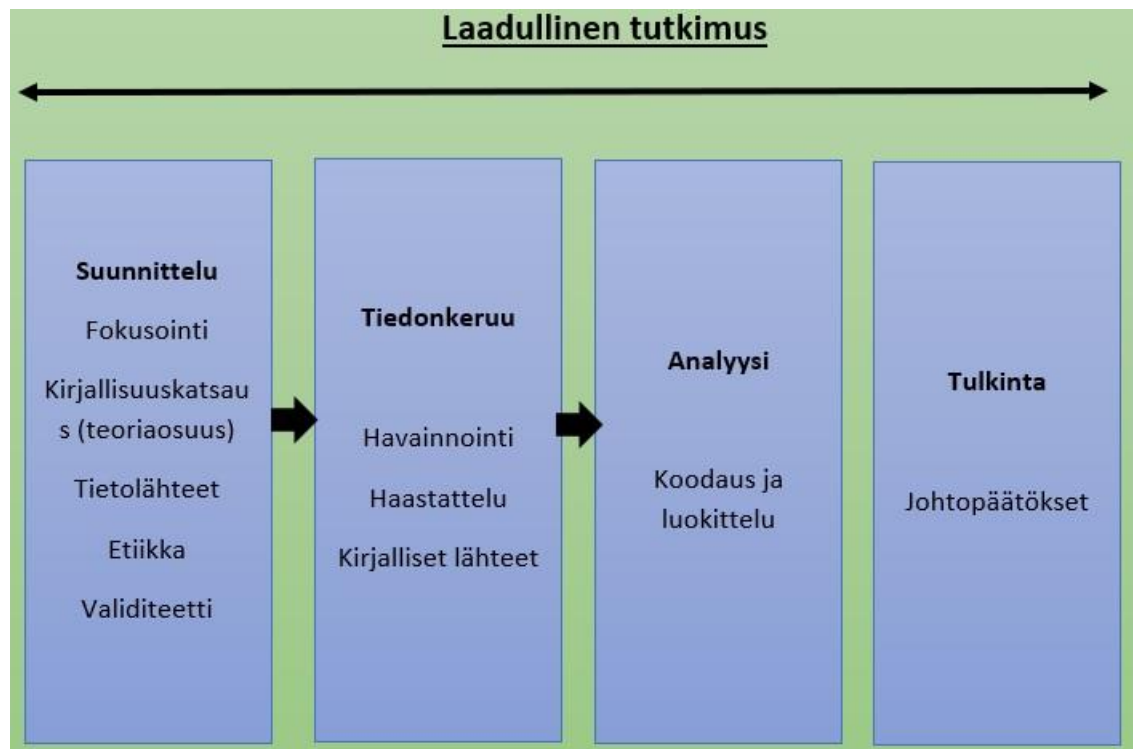 Laadullinen tutkimus
Suunnittelu
Fokusointi
Kirjallisuuskatsau
s (teoriaosuus)
Tietolähteet
Etiikka
Validiteetti
Tiedonkeruu
Havainnointi
Haastattelu
Kirjalliset lähteet
Analyysi
Koodaus ja
luokittelu
Tulkinta
Johtopäätökset